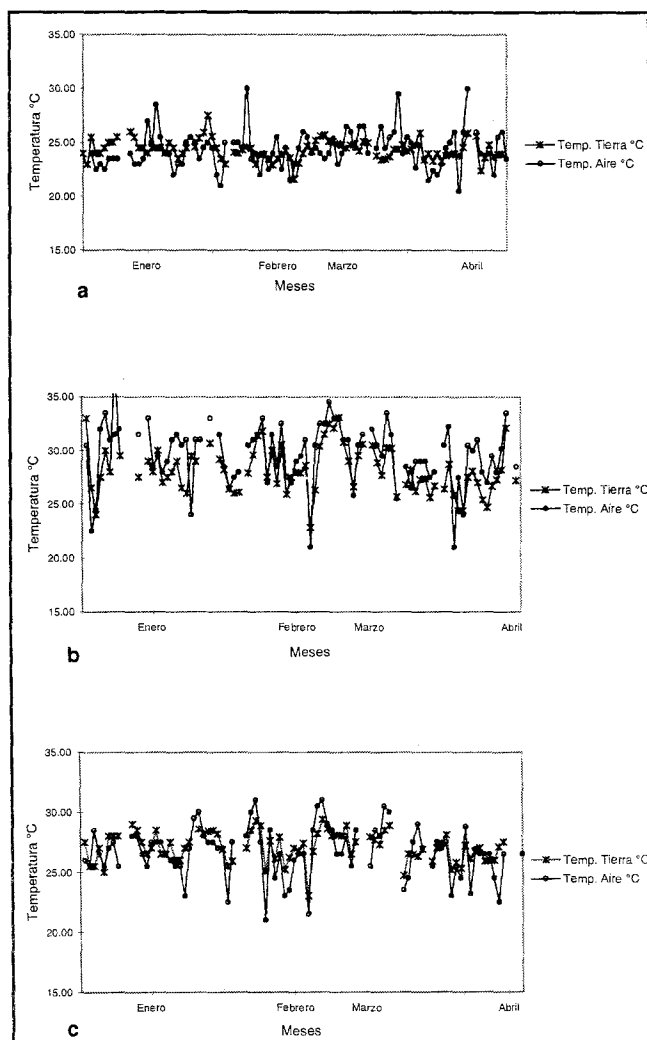 35.00
30.00
25.00
20.00
15.00
Temperatura °C
Temp. Tierra °C
Temp. Aire °C
Enero Febrero Marzo Abril
Meses
a
35.00
30.00
25.00
20.00
15.00
Temperatura °C
Temp. Tierra °C
Temp. Aire °C
Enero Febrero Marzo Abril
Meses
b
35.00
30.00
25.00
20.00
15.00
Temperatura °C
Temp. Tierra °C
Temp. Aire °C
Enero Febrero Marzo Abril
Meses
c